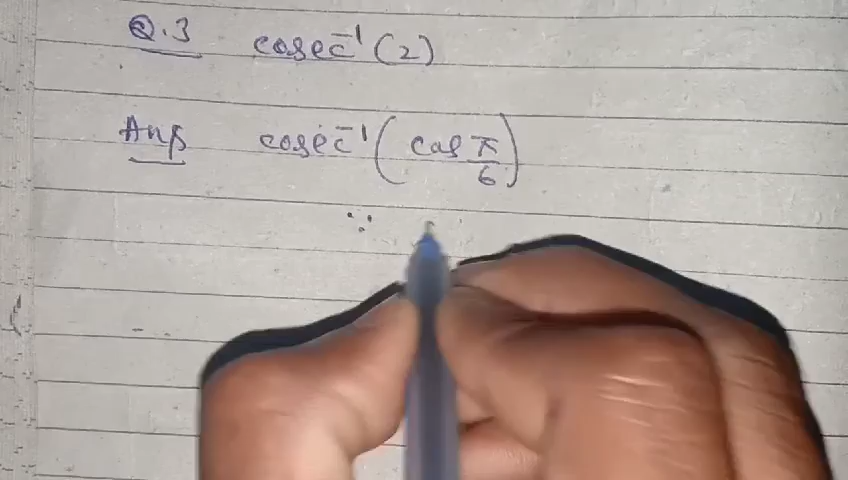 Q.3 cosec⁻¹(2)
Ans cosec⁻¹(cos π/6)
∵